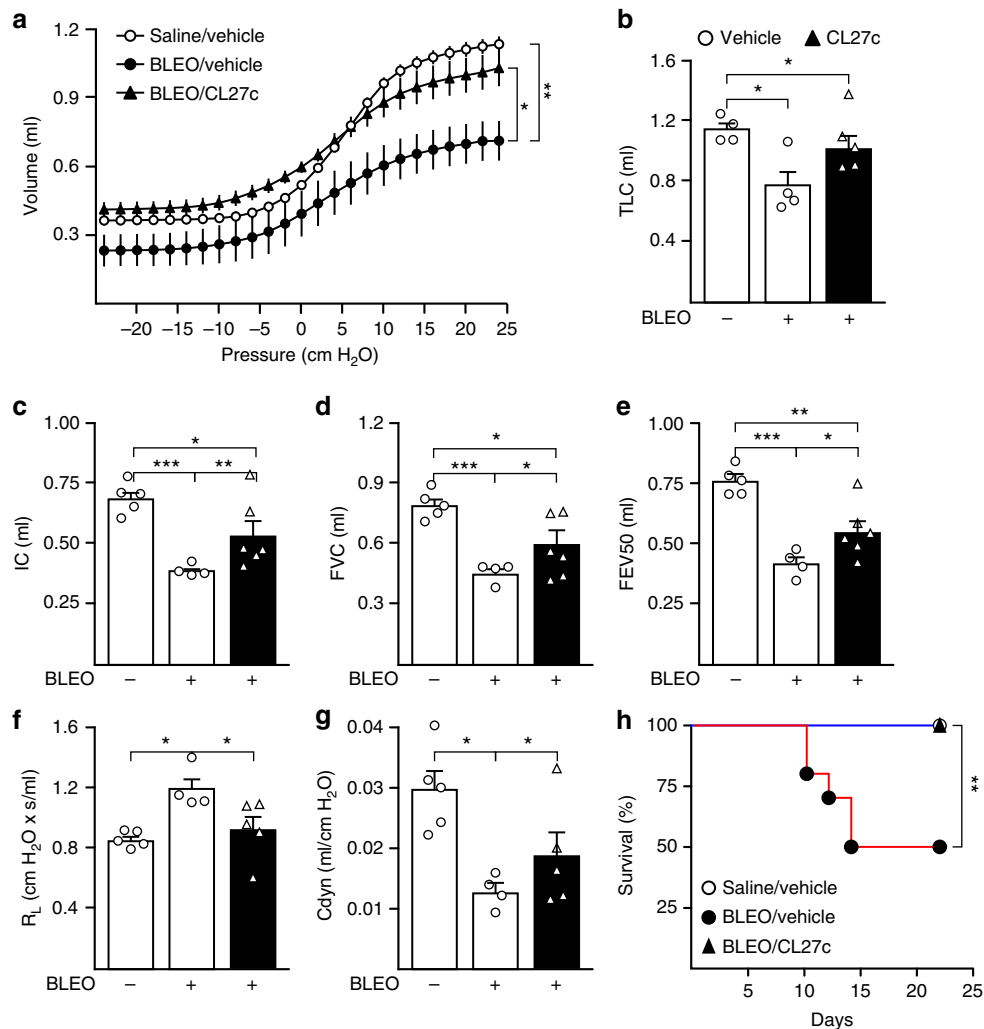 a
1.2
0.9
0.6
0.3
Volume (ml)
Saline/vehicle
BLEO/vehicle
BLEO/CL27c
*
**
–20 –15 –10 –5 0 5 10 15 20 25
Pressure (cm H2O)
b
Vehicle CL27c
1.6
1.2
0.8
0.4
TLC (ml)
*
*
BLEO – + +
c
1.00
0.75
0.50
0.25
IC (ml)
*
*** **
BLEO – + +
d
1.2
0.9
0.6
0.3
FVC (ml)
*
*** *
BLEO – + +
e
1.00
0.75
0.50
0.25
FEV50 (ml)
**
*** *
BLEO – + +
f
1.6
1.2
0.8
0.4
RL (cm H2O x s/ml)
* *
BLEO – + +
g
0.04
0.03
0.02
0.01
Cdyn (ml/cm H2O)
* *
BLEO – + +
h
100
75
50
25
Survival (%)
**
Saline/vehicle
BLEO/vehicle
BLEO/CL27c
5 10 15 20 25
Days